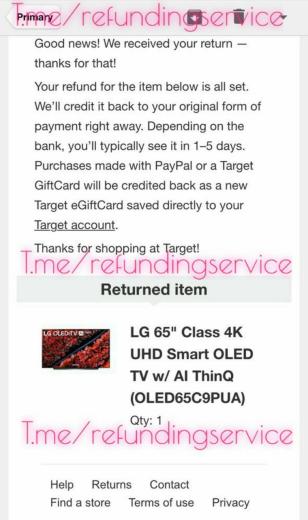 T.me/refundingservice
Primary
Good news! We received your return —
thanks for that!
Your refund for the item below is all set.
We'll credit it back to your original form of
payment right away. Depending on the
bank, you'll typically see it in 1–5 days.
Purchases made with PayPal or a Target
GiftCard will be credited back as a new
Target eGiftCard saved directly to your
Target account.
Thanks for shopping at Target!
T.me/refundingservice
Returned item
LG OLED TV
LG 65" Class 4K
UHD Smart OLED
TV w/ AI ThinQ
(OLED65C9PUA)
Qty: 1
T.me/refundingservice
Help Returns Contact
Find a store Terms of use Privacy